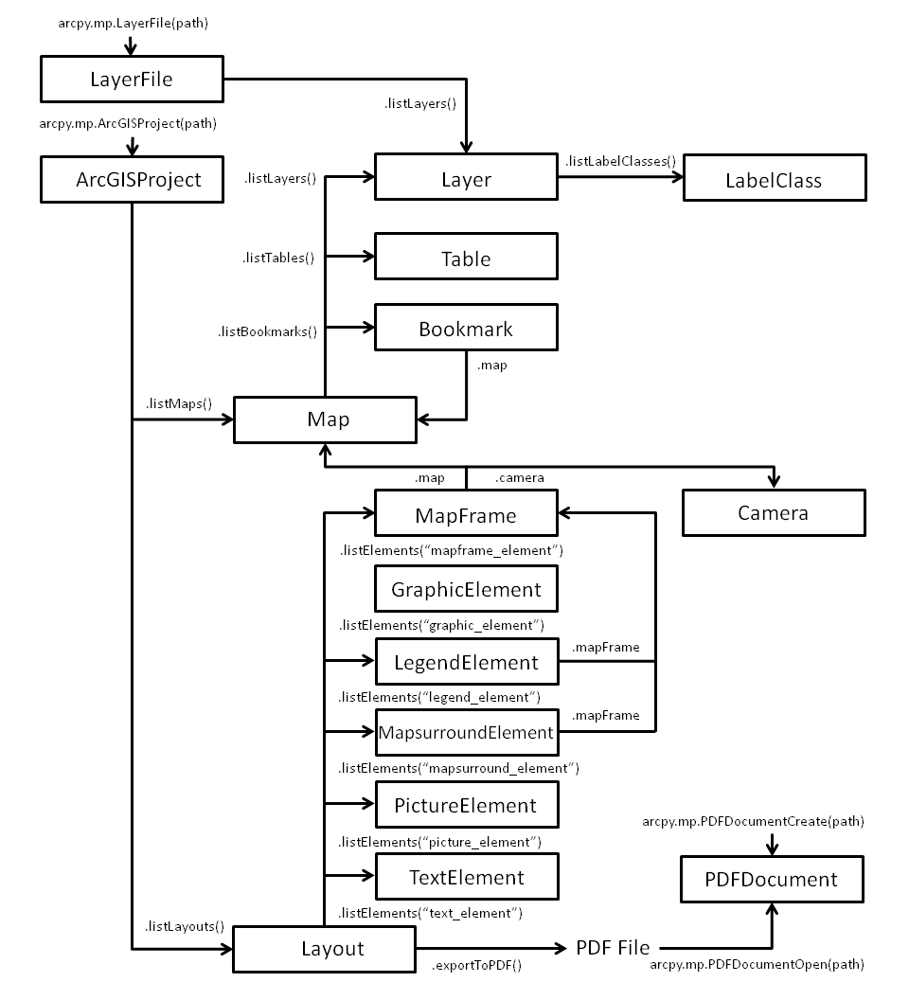 arcpy.mp.LayerFile(path)
LayerFile
.listLayers()
arcpy.mp.ArcGISProject(path)
ArcGISProject
.listLayers()
Layer
.listLabelClasses()
LabelClass
.listTables()
Table
.listBookmarks()
Bookmark
.map
.listMaps()
Map
.map
.camera
MapFrame
Camera
.listElements(“mapframe_element”)
GraphicElement
.listElements(“graphic_element”)
LegendElement
.mapFrame
.listElements(“legend_element”)
MapsurroundElement
.mapFrame
.listElements(“mapsurround_element”)
PictureElement
arcpy.mp.PDFDocumentCreate(path)
.listElements(“picture_element”)
TextElement
PDFDocument
.listElements(“text_element”)
.listLayouts()
Layout
.exportToPDF()
PDF File
arcpy.mp.PDFDocumentOpen(path)